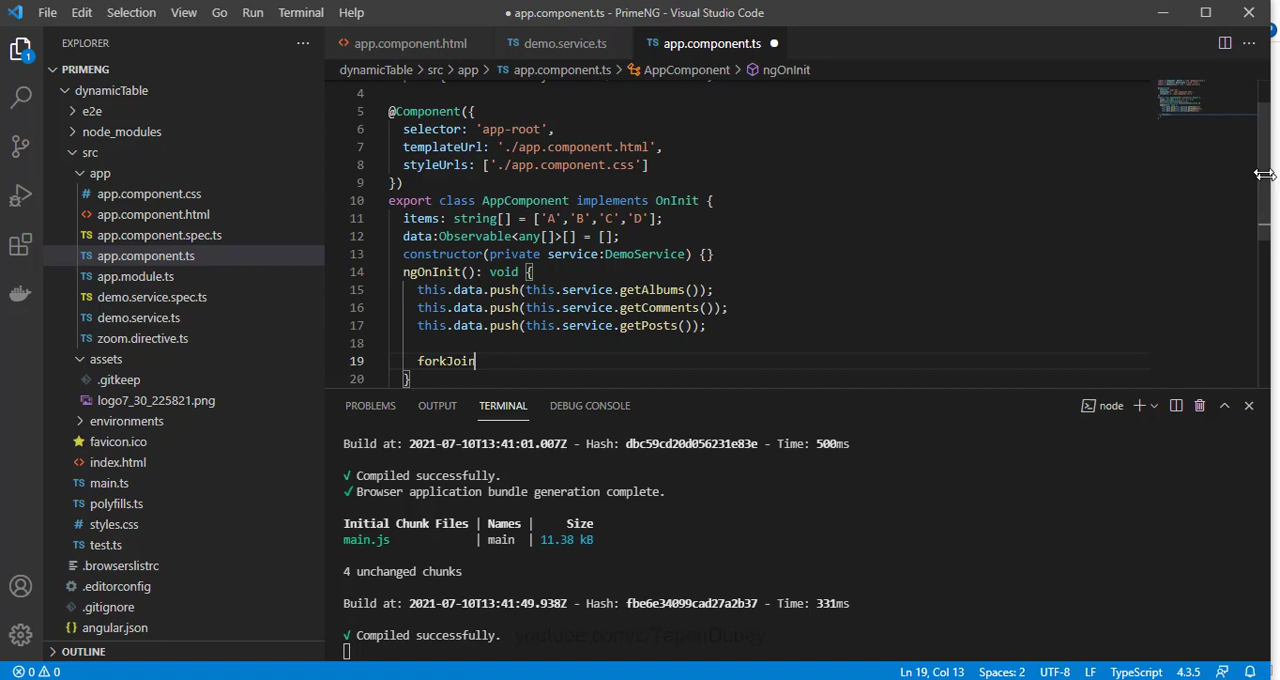 File Edit Selection View Go Run Terminal Help
● app.component.ts - PrimeNG - Visual Studio Code
EXPLORER
1
PRIMENG
dynamicTable
e2e
node_modules
src
app
app.component.css
app.component.html
app.component.spec.ts
TS app.component.ts
app.module.ts
demo.service.spec.ts
demo.service.ts
zoom.directive.ts
assets
.gitkeep
logo7_30_225821.png
environments
favicon.ico
index.html
main.ts
polyfills.ts
styles.css
test.ts
.browserslistrc
.editorconfig
.gitignore
angular.json
OUTLINE
app.component.html TS demo.service.ts TS app.component.ts
dynamicTable > src > app > TS app.component.ts > AppComponent > ngOnInit
4
5 @Component({
6 selector: 'app-root',
7 templateUrl: './app.component.html',
8 styleUrls: ['./app.component.css']
9 })
10 export class AppComponent implements OnInit {
11 items: string[] = ['A','B','C','D'];
12 data:Observable<any[]>[] = [];
13 constructor(private service:DemoService) {}
14 ngOnInit(): void {
15 this.data.push(this.service.getAlbums());
16 this.data.push(this.service.getComments());
17 this.data.push(this.service.getPosts());
18
19 forkJoin
20 }
PROBLEMS OUTPUT TERMINAL DEBUG CONSOLE node
Build at: 2021-07-10T13:41:01.007Z - Hash: dbc59cd20d056231e83e - Time: 500ms
√ Compiled successfully.
√ Browser application bundle generation complete.
Initial Chunk Files | Names | Size
main.js | main | 11.38 kB
4 unchanged chunks
Build at: 2021-07-10T13:41:49.938Z - Hash: fbe6e34099cad27a2b37 - Time: 331ms
√ Compiled successfully.
youtube.com/c/TapanDubey
0 0 Ln 19, Col 13 Spaces: 2 UTF-8 LF TypeScript 4.3.5